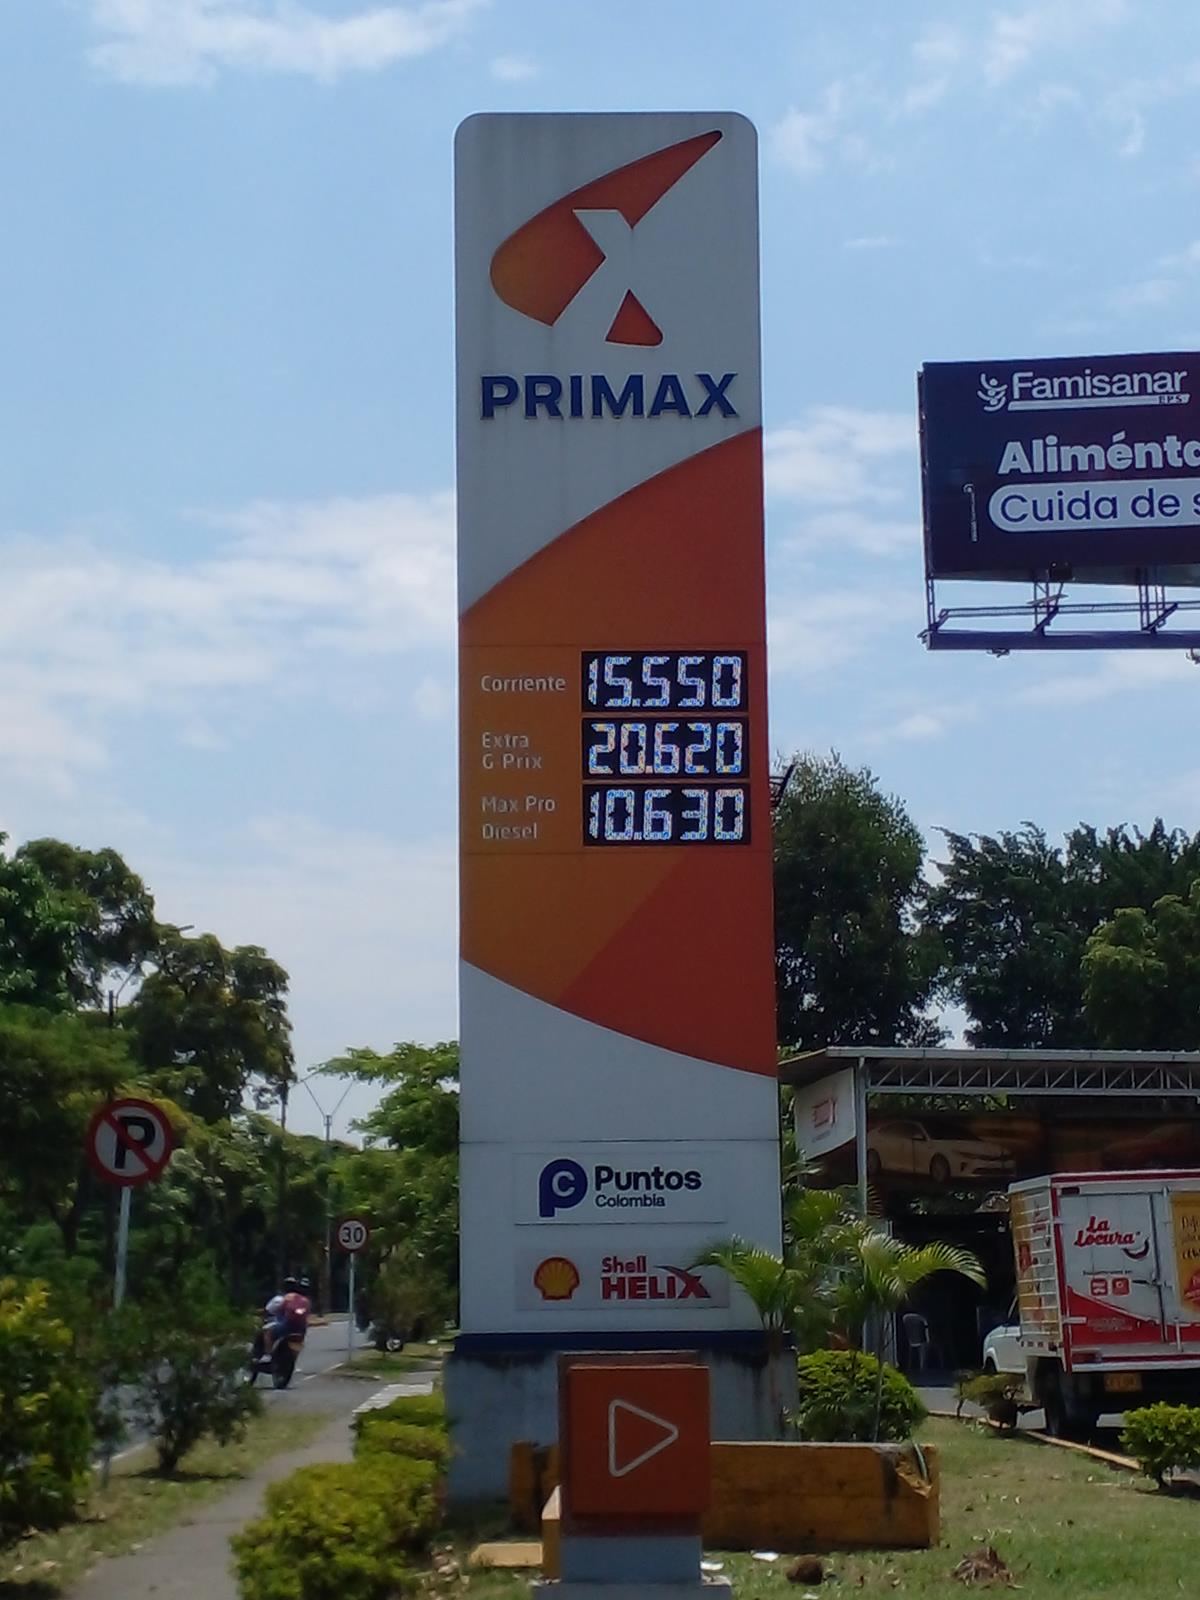 PRIMAX
Corriente 15.550
Extra
G-Prix 20.620
Max Pro
Diesel 10.630
Puntos
Colombia
Shell
HELIX
Famisanar
EPS
Aliménta
Cuida de s
P
30
La
Locura